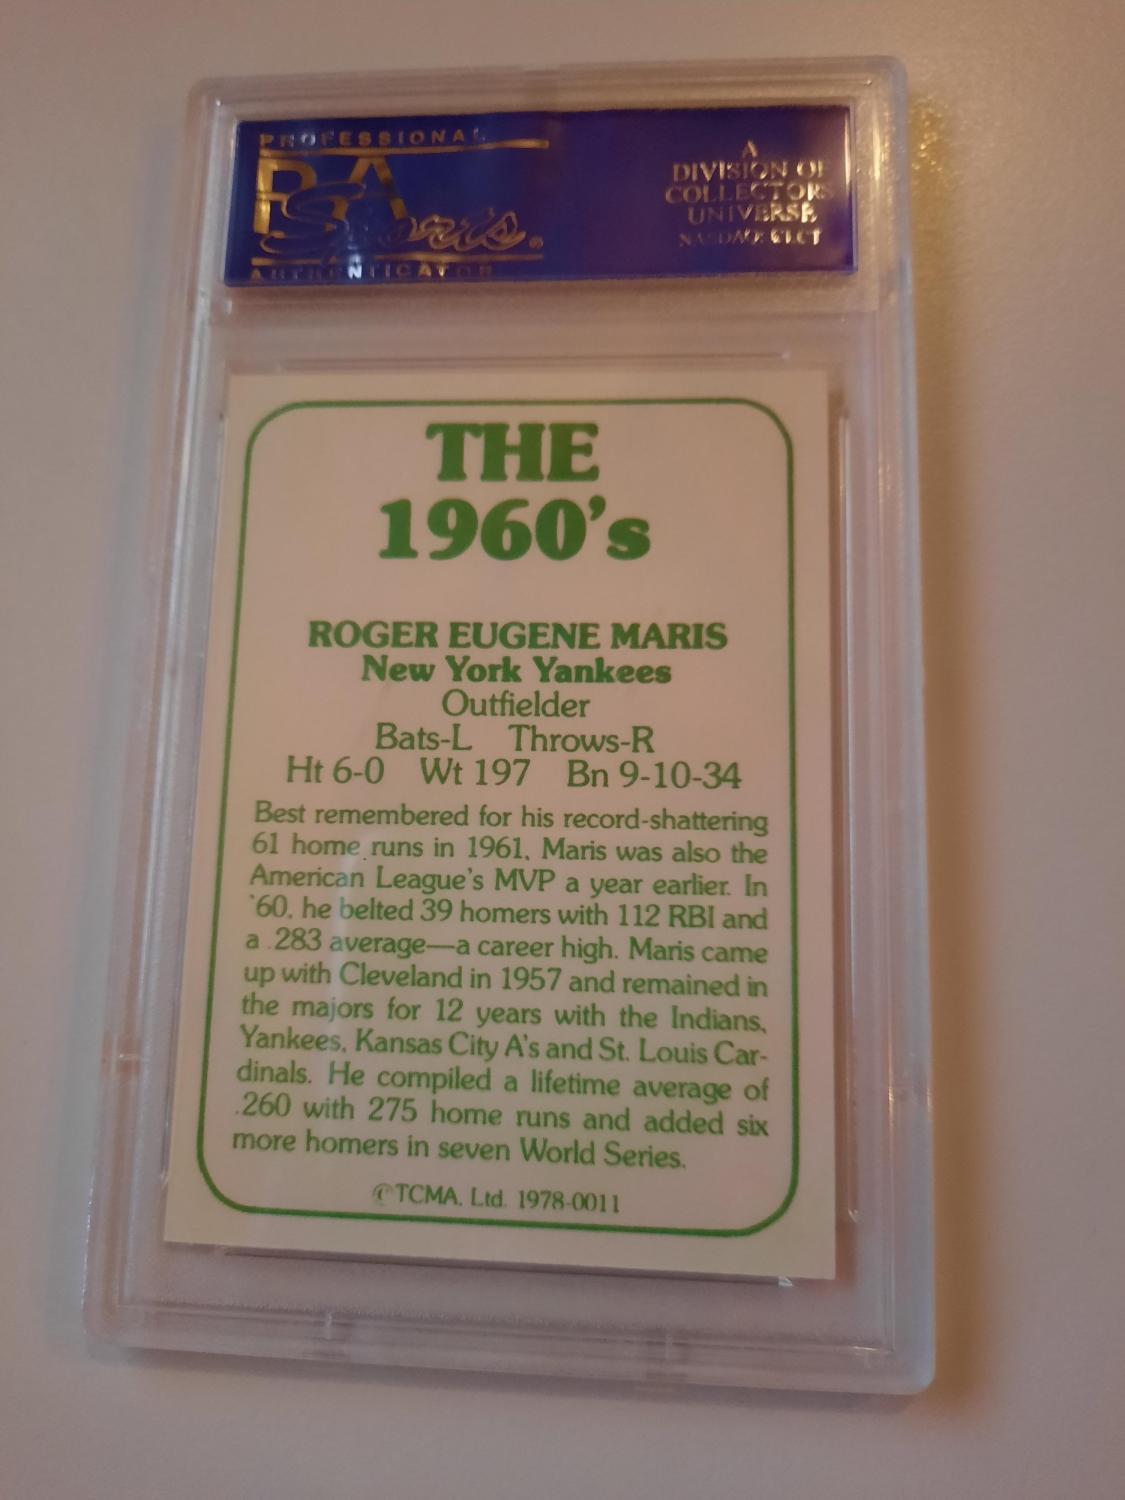 PROFESSIONAL
PSA
Sports®
AUTHENTICATOR
A
DIVISION OF
COLLECTORS
UNIVERSE
NASDAQ: CLCT
THE
1960's
ROGER EUGENE MARIS
New York Yankees
Outfielder
Bats-L Throws-R
Ht 6-0 Wt 197 Bn 9-10-34
Best remembered for his record-shattering
61 home runs in 1961, Maris was also the
American League's MVP a year earlier. In
'60, he belted 39 homers with 112 RBI and
a .283 average—a career high. Maris came
up with Cleveland in 1957 and remained in
the majors for 12 years with the Indians,
Yankees, Kansas City A's and St. Louis Car-
dinals. He compiled a lifetime average of
.260 with 275 home runs and added six
more homers in seven World Series.
©TCMA, Ltd. 1978-0011